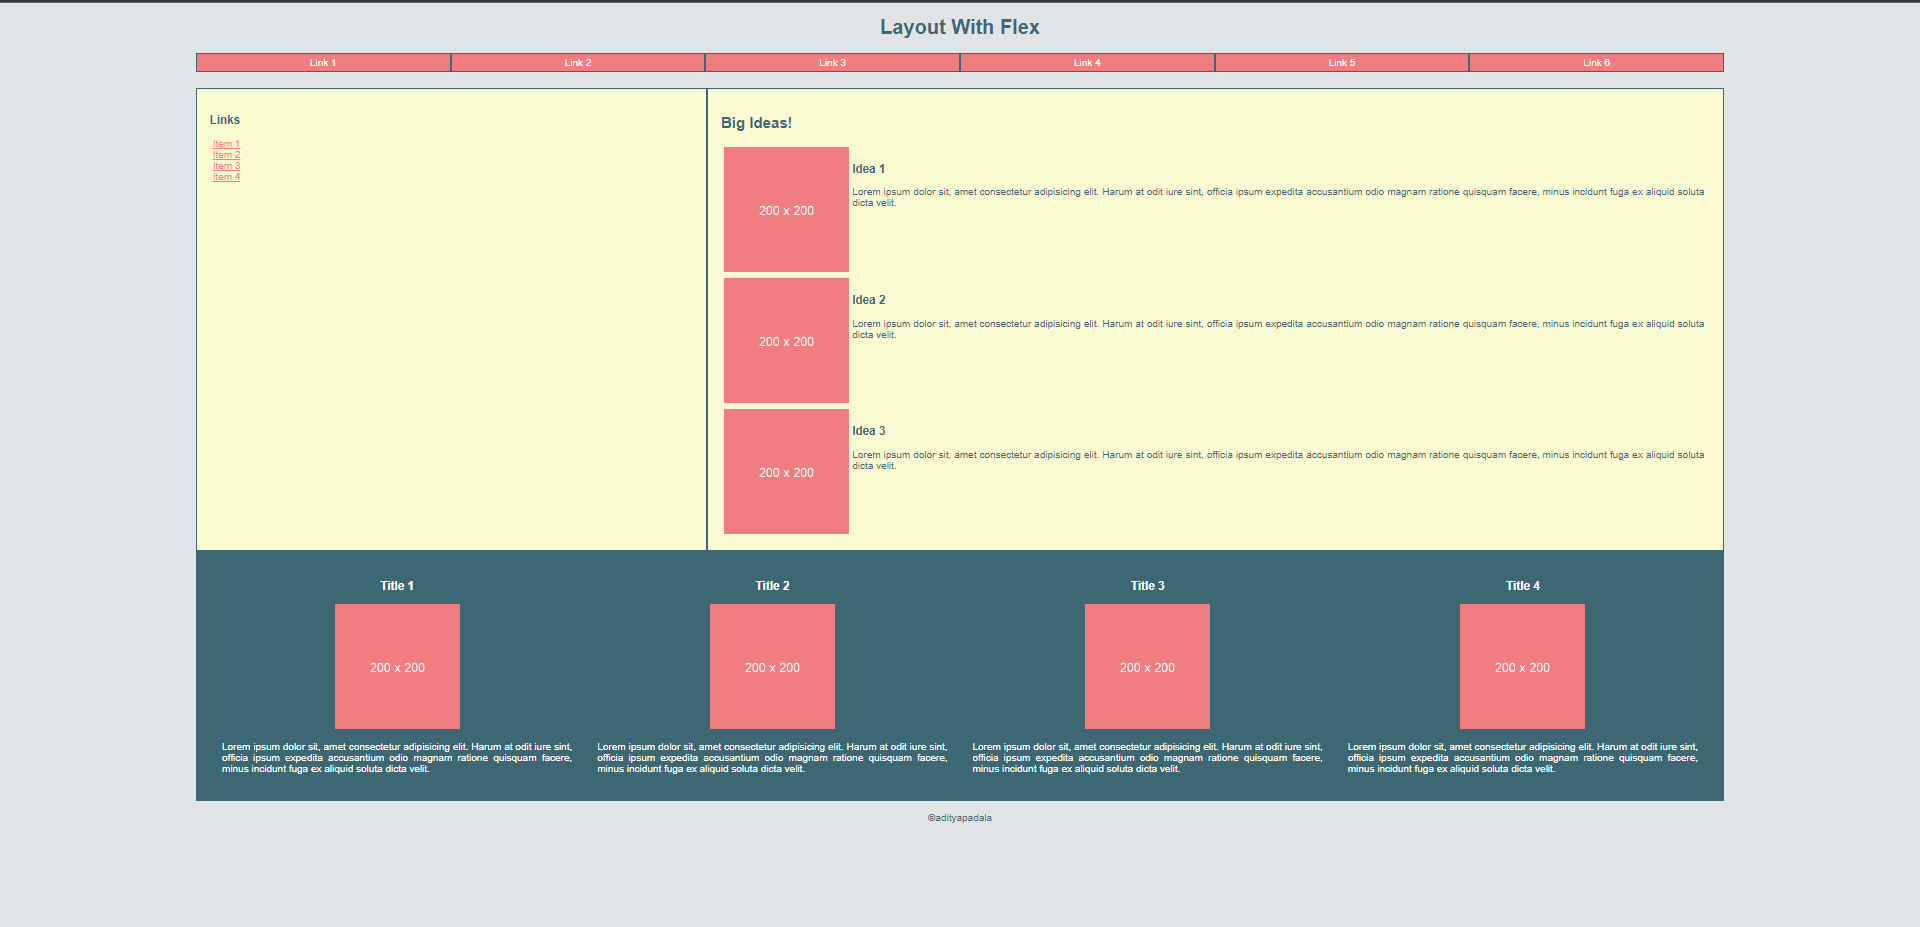 Layout With Flex
Link 1 Link 2 Link 3 Link 4 Link 5 Link 6
Links
Item 1
Item 2
Item 3
Item 4
Big Ideas!
200 x 200
Idea 1
Lorem ipsum dolor sit, amet consectetur adipisicing elit. Harum at odit iure sint, officia ipsum expedita accusantium odio magnam ratione quisquam facere, minus incidunt fuga ex aliquid soluta
dicta velit.
200 x 200
Idea 2
Lorem ipsum dolor sit, amet consectetur adipisicing elit. Harum at odit iure sint, officia ipsum expedita accusantium odio magnam ratione quisquam facere, minus incidunt fuga ex aliquid soluta
dicta velit.
200 x 200
Idea 3
Lorem ipsum dolor sit, amet consectetur adipisicing elit. Harum at odit iure sint, officia ipsum expedita accusantium odio magnam ratione quisquam facere, minus incidunt fuga ex aliquid soluta
dicta velit.
Title 1
200 x 200
Lorem ipsum dolor sit, amet consectetur adipisicing elit. Harum at odit iure sint,
officia ipsum expedita accusantium odio magnam ratione quisquam facere,
minus incidunt fuga ex aliquid soluta dicta velit.
Title 2
200 x 200
Lorem ipsum dolor sit, amet consectetur adipisicing elit. Harum at odit iure sint,
officia ipsum expedita accusantium odio magnam ratione quisquam facere,
minus incidunt fuga ex aliquid soluta dicta velit.
Title 3
200 x 200
Lorem ipsum dolor sit, amet consectetur adipisicing elit. Harum at odit iure sint,
officia ipsum expedita accusantium odio magnam ratione quisquam facere,
minus incidunt fuga ex aliquid soluta dicta velit.
Title 4
200 x 200
Lorem ipsum dolor sit, amet consectetur adipisicing elit. Harum at odit iure sint,
officia ipsum expedita accusantium odio magnam ratione quisquam facere,
minus incidunt fuga ex aliquid soluta dicta velit.
©adityapadala